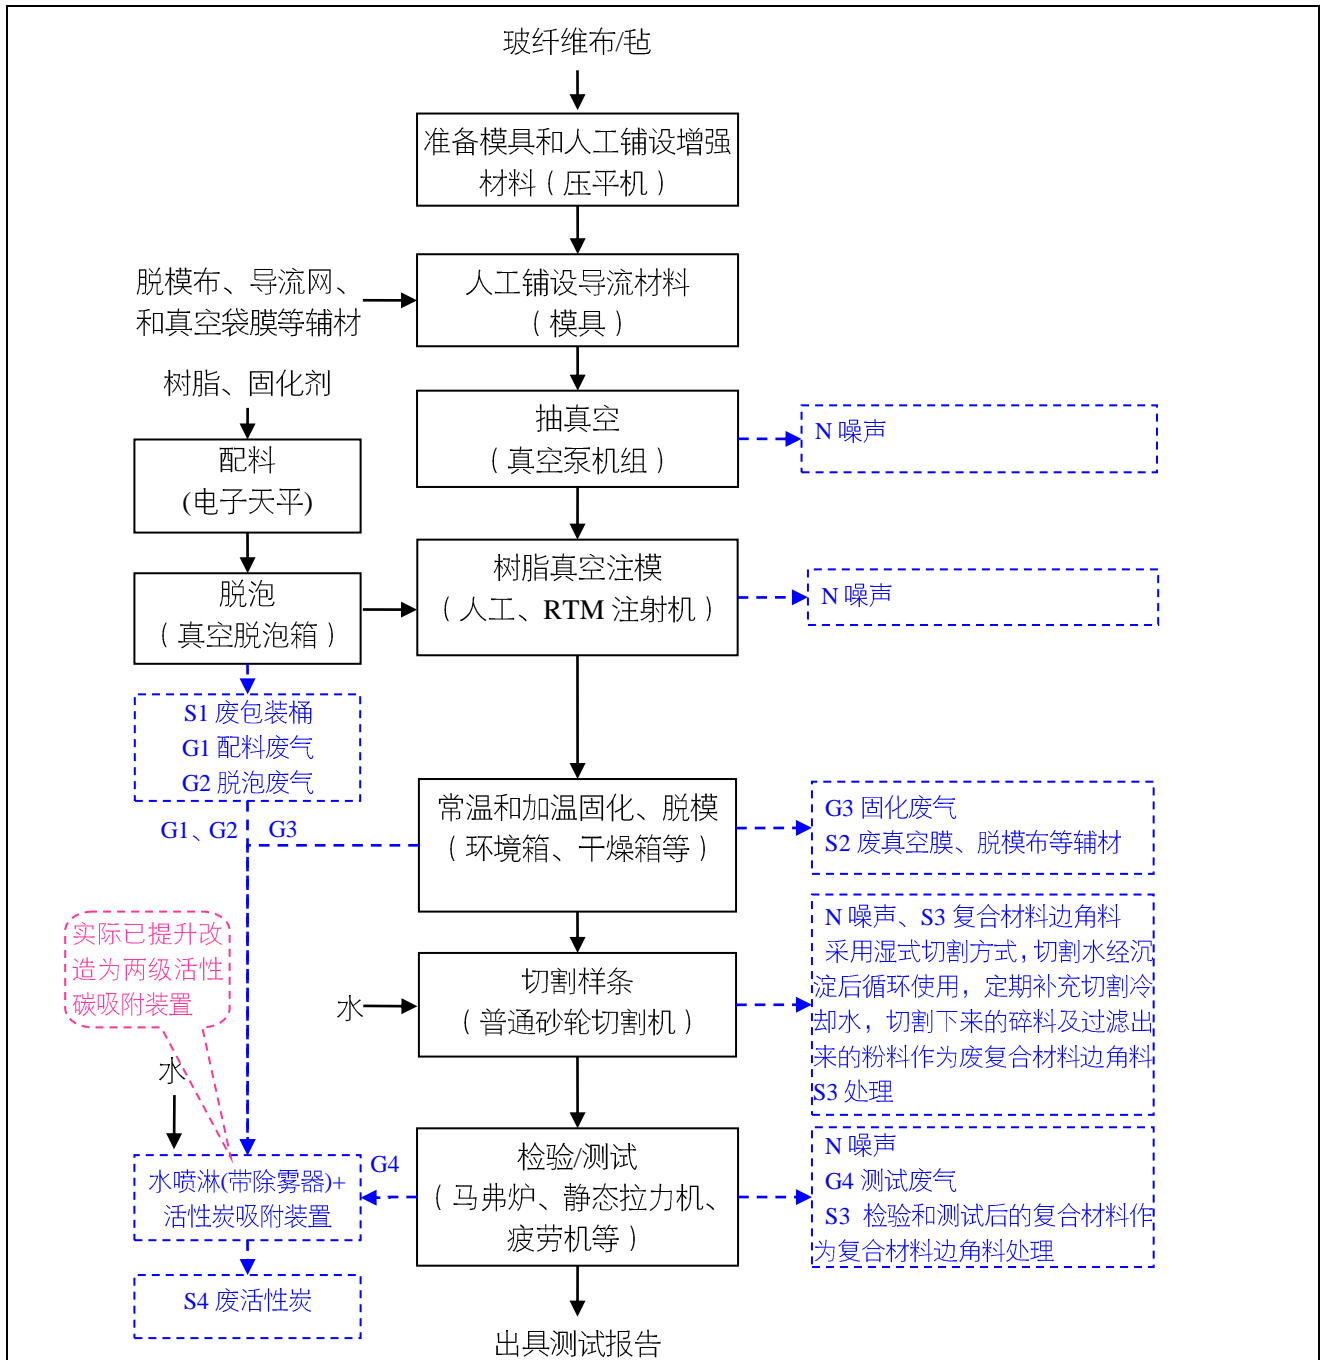 玻纤维布/毡
准备模具和人工铺设增强
材料（压平机）
脱模布、导流网、
和真空袋膜等辅材
人工铺设导流材料
（模具）
树脂、固化剂
抽真空
（真空泵机组）
N 噪声
配料
(电子天平)
树脂真空注模
（人工、RTM 注射机）
N 噪声
脱泡
（真空脱泡箱）
S1 废包装桶
G1 配料废气
G2 脱泡废气
G1、G2
G3
常温和加温固化、脱模
（环境箱、干燥箱等）
G3 固化废气
S2 废真空膜、脱模布等辅材
实际已提升改
造为两级活性
碳吸附装置
水
切割样条
（普通砂轮切割机）
N 噪声、S3 复合材料边角料
采用湿式切割方式，切割水经沉
淀后循环使用，定期补充切割冷
却水，切割下来的碎料及过滤出
来的粉料作为废复合材料边角料
S3 处理
水
水喷淋(带除雾器)+
活性炭吸附装置
G4
检验/测试
（马弗炉、静态拉力机、
疲劳机等）
N 噪声
G4 测试废气
S3 检验和测试后的复合材料作
为复合材料边角料处理
S4 废活性炭
出具测试报告